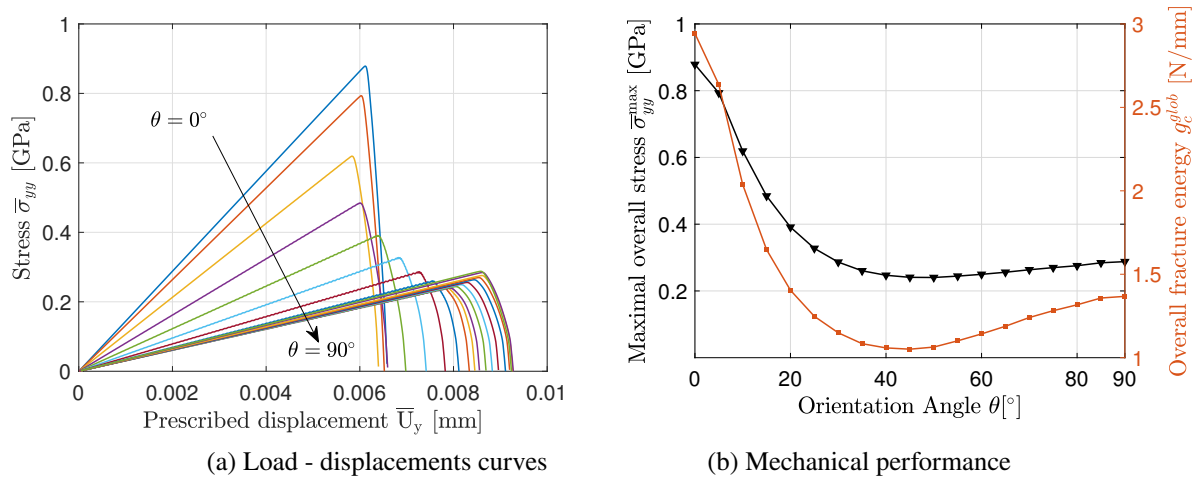 1
0.8
0.6
0.4
0.2
0
Stress σ̅yy [GPa]
θ = 0°
θ = 90°
0 0.002 0.004 0.006 0.008 0.01
Prescribed displacement U̅y [mm]
(a) Load - displacements curves
1
0.8
0.6
0.4
0.2
Maximal overall stress σ̅yy^max [GPa]
3
2.5
2
1.5
1
Overall fracture energy gc^glob [N/mm]
0 20 40 60 80 90
Orientation Angle θ[°]
(b) Mechanical performance